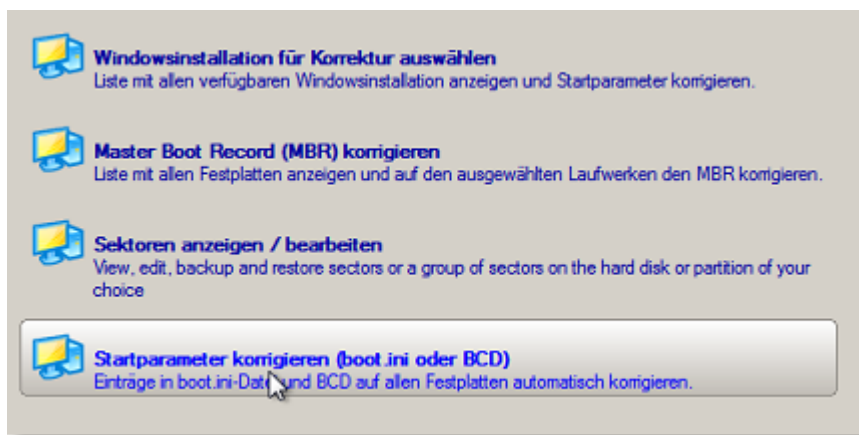 Windowsinstallation für Korrektur auswählen
Liste mit allen verfügbaren Windowsinstallation anzeigen und Startparameter korrigieren.
Master Boot Record (MBR) korrigieren
Liste mit allen Festplatten anzeigen und auf den ausgewählten Laufwerken den MBR korrigieren.
Sektoren anzeigen / bearbeiten
View, edit, backup and restore sectors or a group of sectors on the hard disk or partition of your
choice
Startparameter korrigieren (boot.ini oder BCD)
Einträge in boot.ini-Datei und BCD auf allen Festplatten automatisch korrigieren.